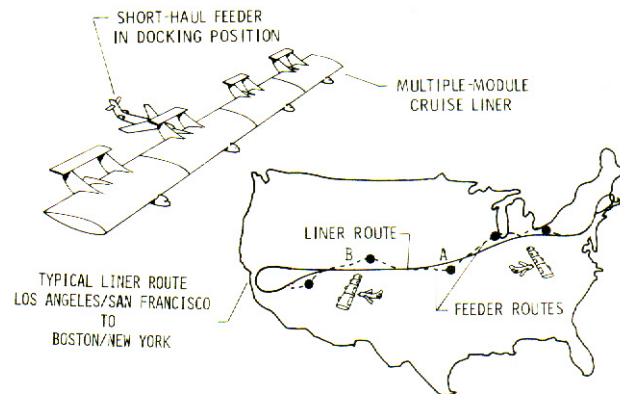 SHORT-HAUL FEEDER
IN DOCKING POSITION
MULTIPLE-MODULE
CRUISE LINER
LINER ROUTE
B
A
TYPICAL LINER ROUTE
LOS ANGELES/SAN FRANCISCO
TO
BOSTON/NEW YORK
FEEDER ROUTES